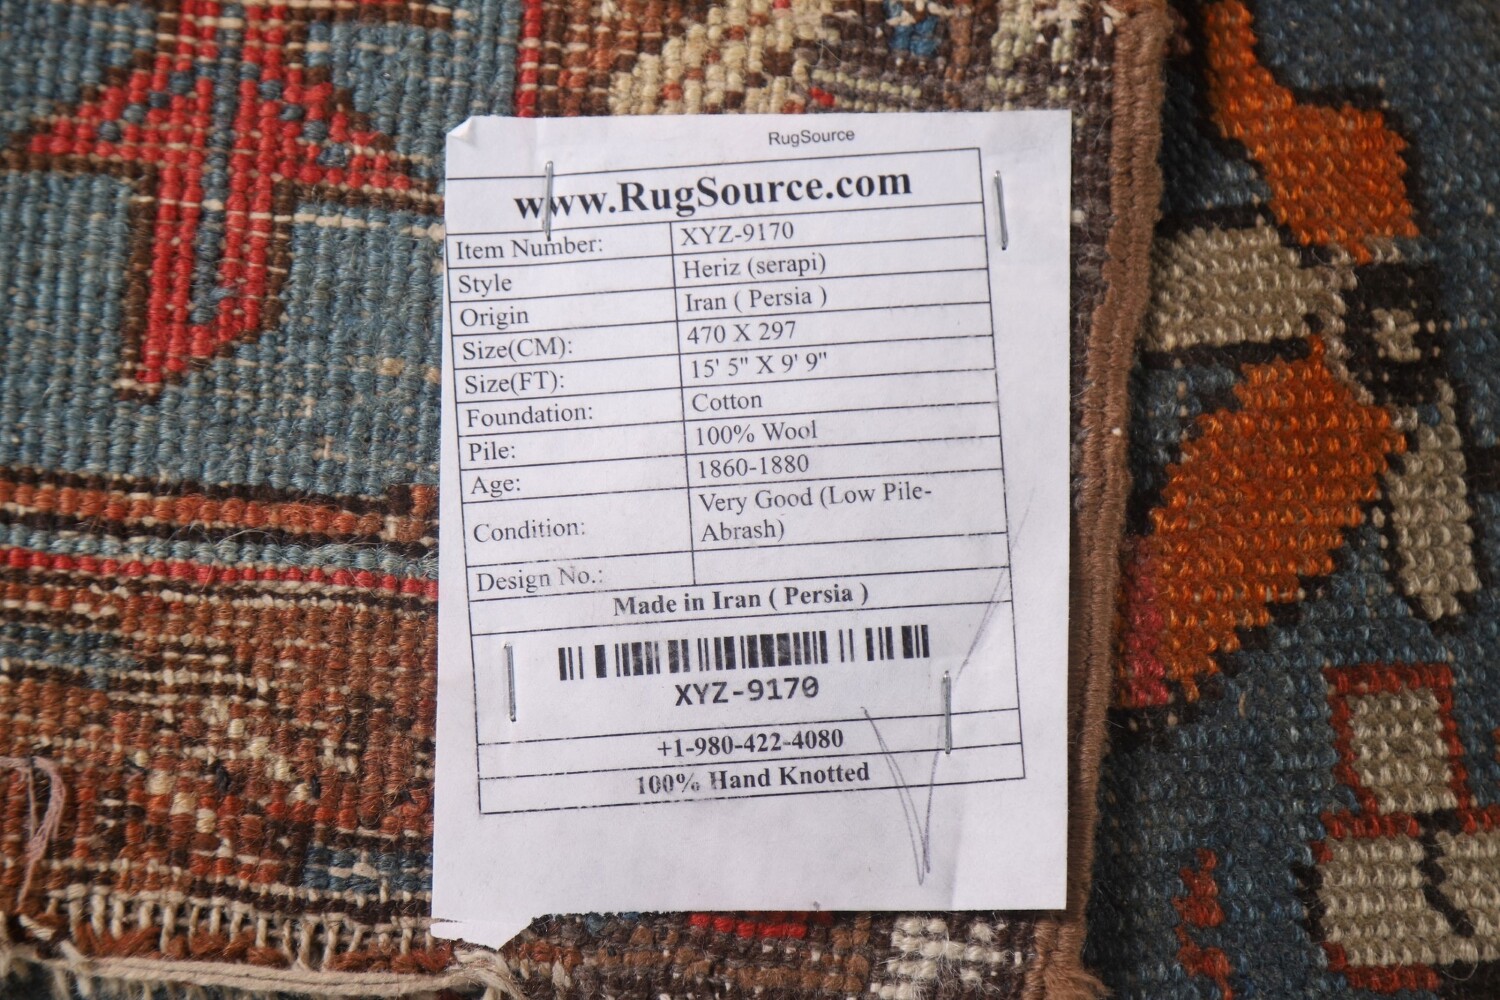 RugSource
www.RugSource.com
Item Number: XYZ-9170
Style Heriz (serapi)
Origin Iran ( Persia )
Size(CM): 470 X 297
Size(FT): 15' 5" X 9' 9"
Foundation: Cotton
Pile: 100% Wool
Age: 1860-1880
Condition: Very Good (Low Pile-
Abrash)
Design No.:
Made in Iran ( Persia )
XYZ-9170
+1-980-422-4080
100% Hand Knotted